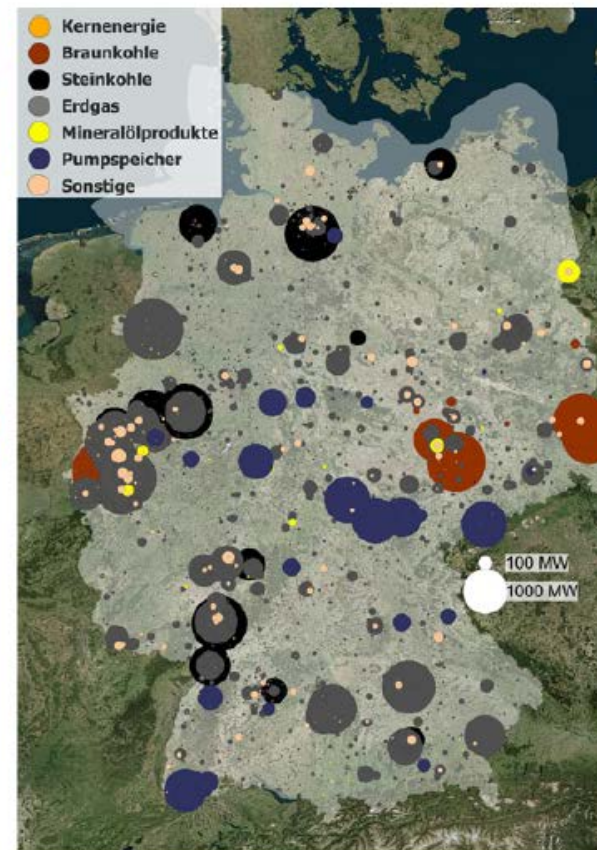 Kernenergie
Braunkohle
Steinkohle
Erdgas
Mineralölprodukte
Pumpspeicher
Sonstige
100 MW
1000 MW